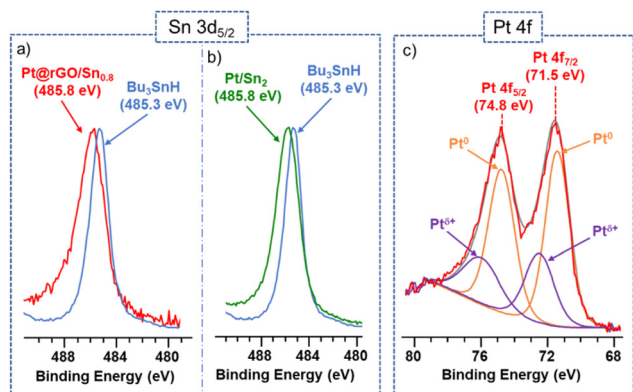 Sn 3d5/2
Pt 4f
a)
Pt@rGO/Sn0.8
(485.8 eV)
Bu3SnH
(485.3 eV)
488 484 480
Binding Energy (eV)
b)
Pt/Sn2
(485.8 eV)
Bu3SnH
(485.3 eV)
488 484 480
Binding Energy (eV)
c)
Pt 4f7/2
(71.5 eV)
Pt 4f5/2
(74.8 eV)
Pt0
Pt0
Ptδ+
Ptδ+
80 76 72 68
Binding Energy (eV)